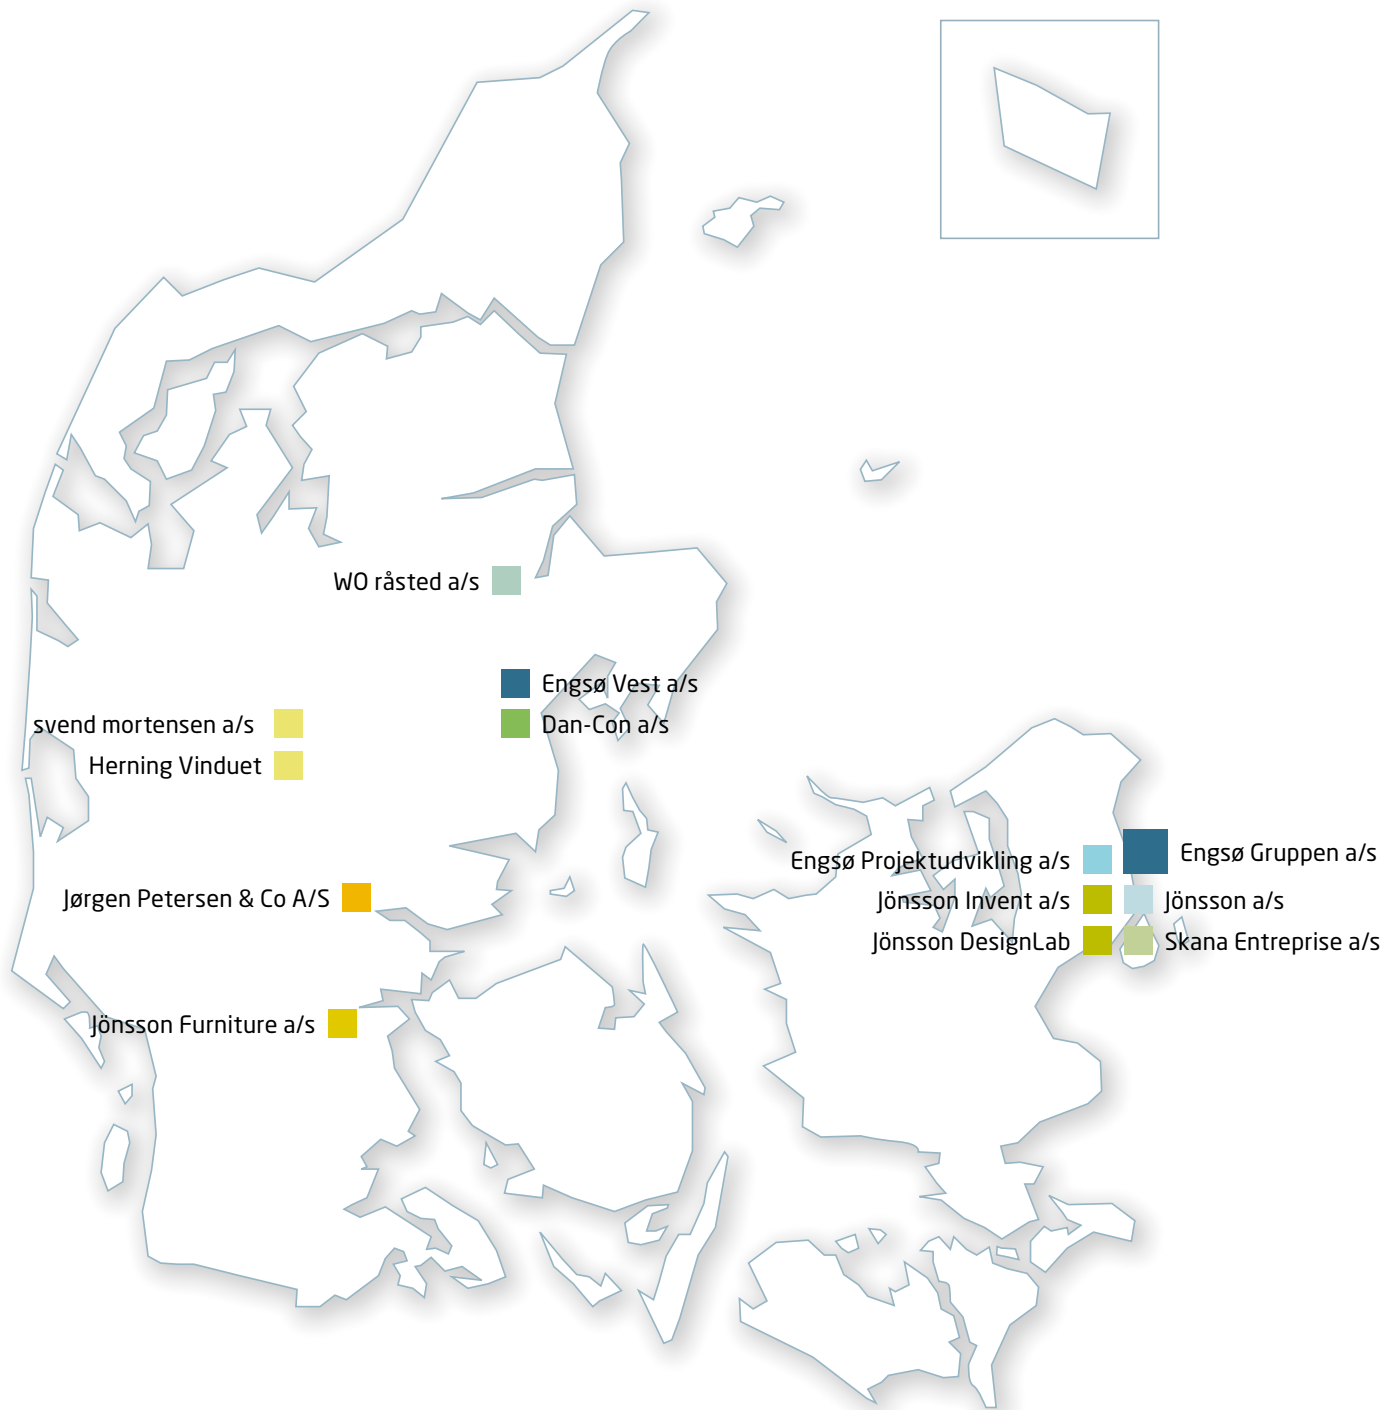 WO råsted a/s
Engsø Vest a/s
svend mortensen a/s
Dan-Con a/s
Herning Vinduet
Engsø Projektudvikling a/s
Engsø Gruppen a/s
Jørgen Petersen & Co A/S
Jönsson Invent a/s
Jönsson a/s
Jönsson DesignLab
Skana Entreprise a/s
Jönsson Furniture a/s